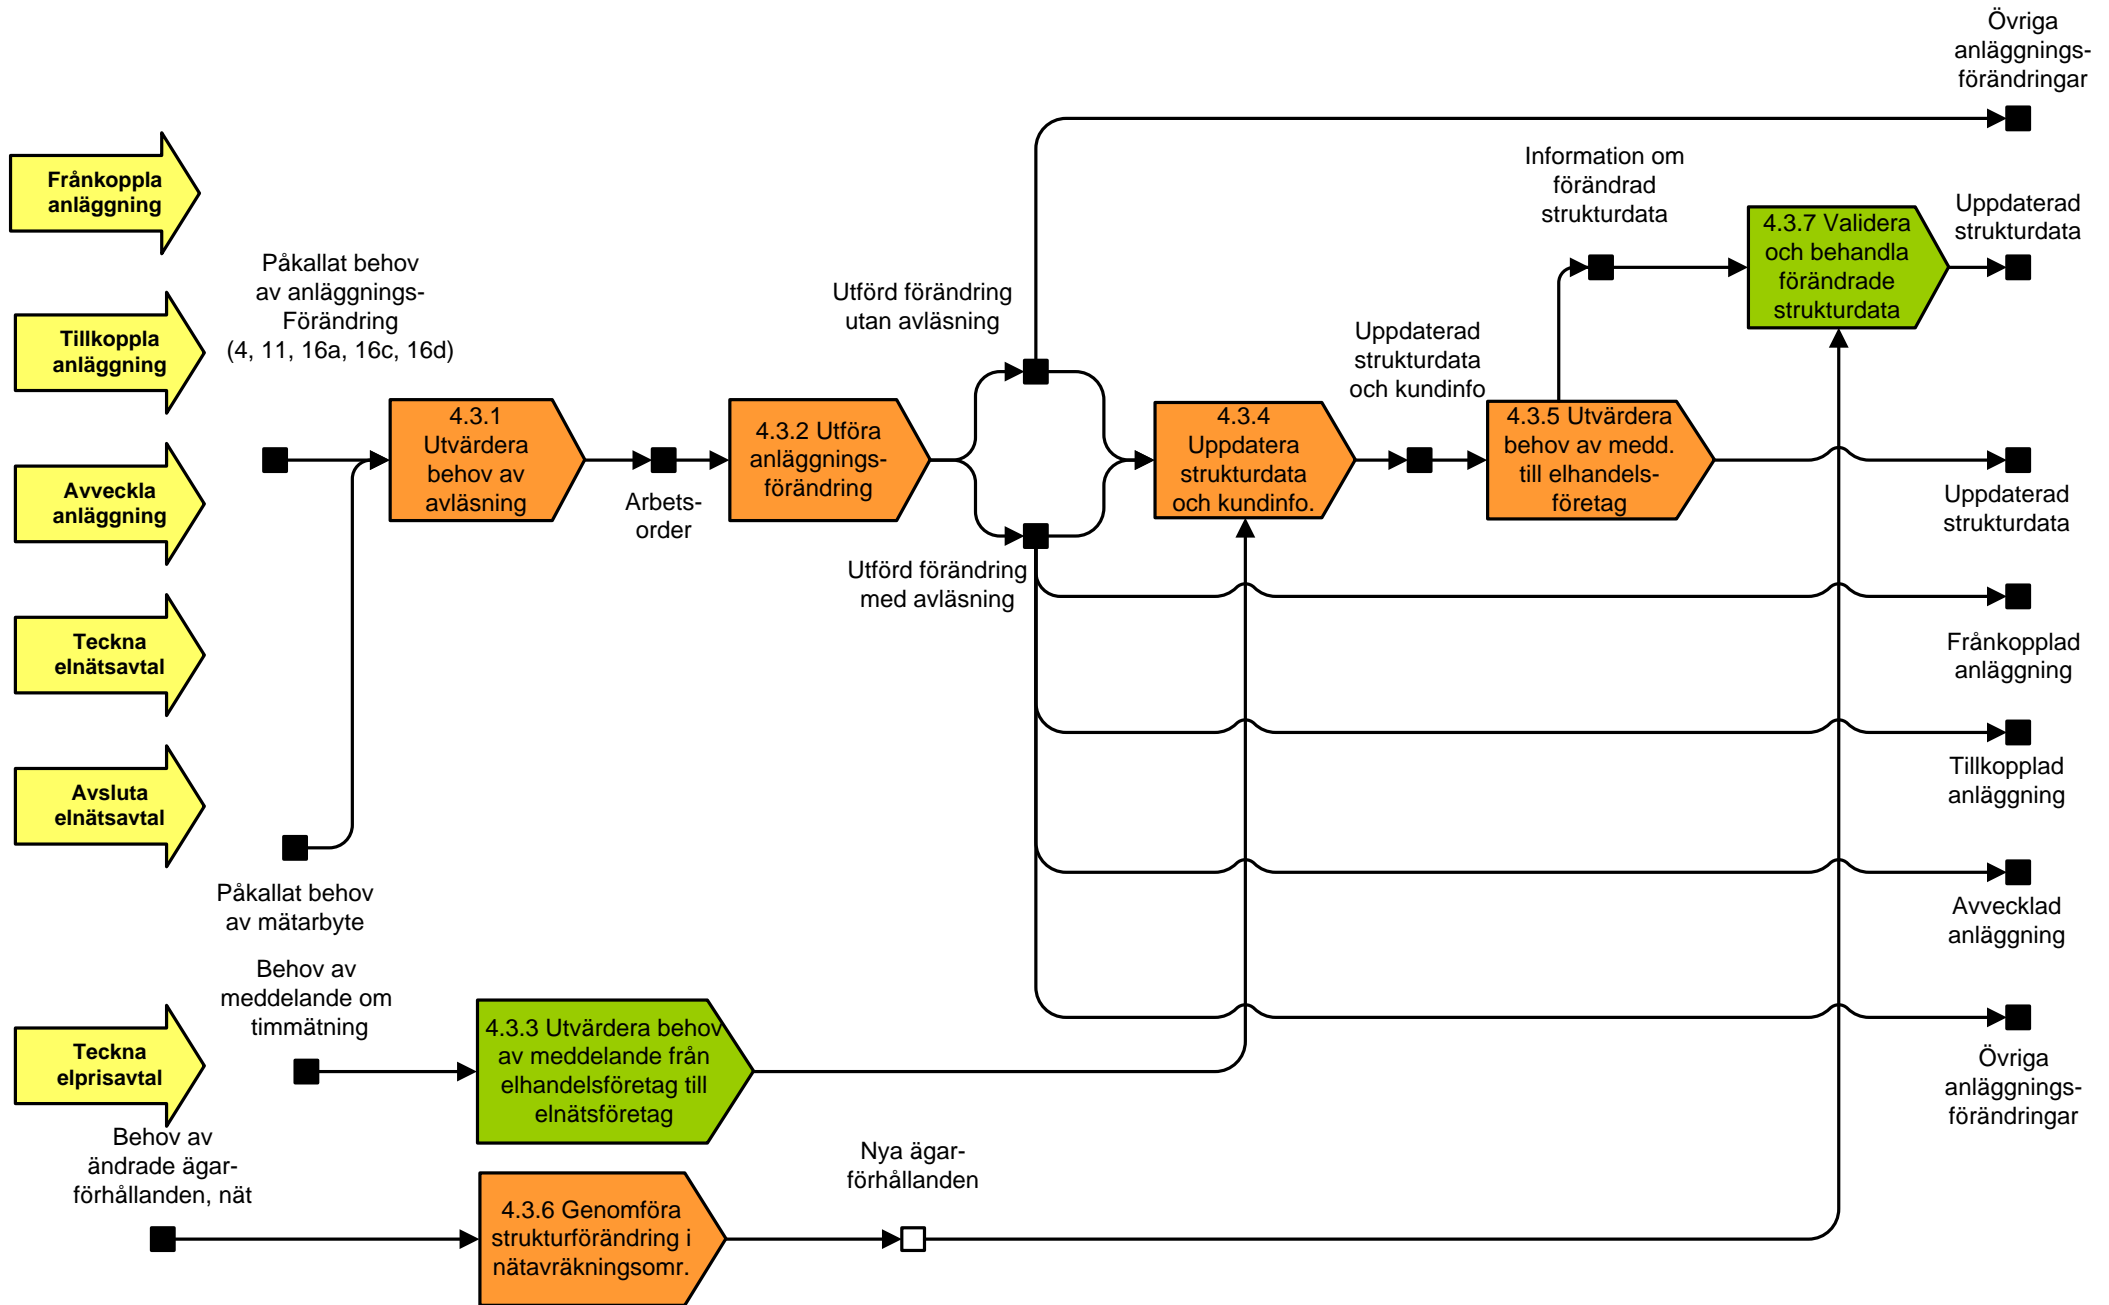 Övriga
anläggnings-
förändringar
Frånkoppla
anläggning
Tillkoppla
anläggning
Avveckla
anläggning
Teckna
elnätsavtal
Avsluta
elnätsavtal
Teckna
elprisavtal
Påkallat behov
av anläggnings-
Förändring
(4, 11, 16a, 16c, 16d)
4.3.1
Utvärdera
behov av
avläsning
Arbets-
order
4.3.2 Utföra
anläggnings-
förändring
Utförd förändring
utan avläsning
Utförd förändring
med avläsning
4.3.4
Uppdatera
strukturdata
och kundinfo.
Uppdaterad
strukturdata
och kundinfo
4.3.5 Utvärdera
behov av medd.
till elhandels-
företag
Information om
förändrad
strukturdata
4.3.7 Validera
och behandla
förändrade
strukturdata
Uppdaterad
strukturdata
Uppdaterad
strukturdata
Frånkopplad
anläggning
Tillkopplad
anläggning
Avvecklad
anläggning
Övriga
anläggnings-
förändringar
Påkallat behov
av mätarbyte
Behov av
meddelande om
timmätning
4.3.3 Utvärdera behov
av meddelande från
elhandelsföretag till
elnätsföretag
Behov av
ändrade ägar-
förhållanden, nät
4.3.6 Genomföra
strukturförändring i
nätavräkningsomr.
Nya ägar-
förhållanden